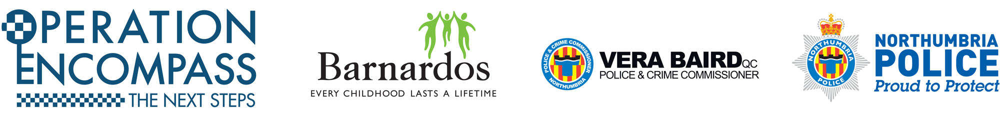 OPERATION
ENCOMPASS
THE NEXT STEPS
Barnardos
EVERY CHILDHOOD LASTS A LIFETIME
POLICE & CRIME COMMISSIONER
NORTHUMBRIA
VERA BAIRD QC
POLICE & CRIME COMMISSIONER
NORTHUMBRIA
POLICE
NORTHUMBRIA
POLICE
Proud to Protect